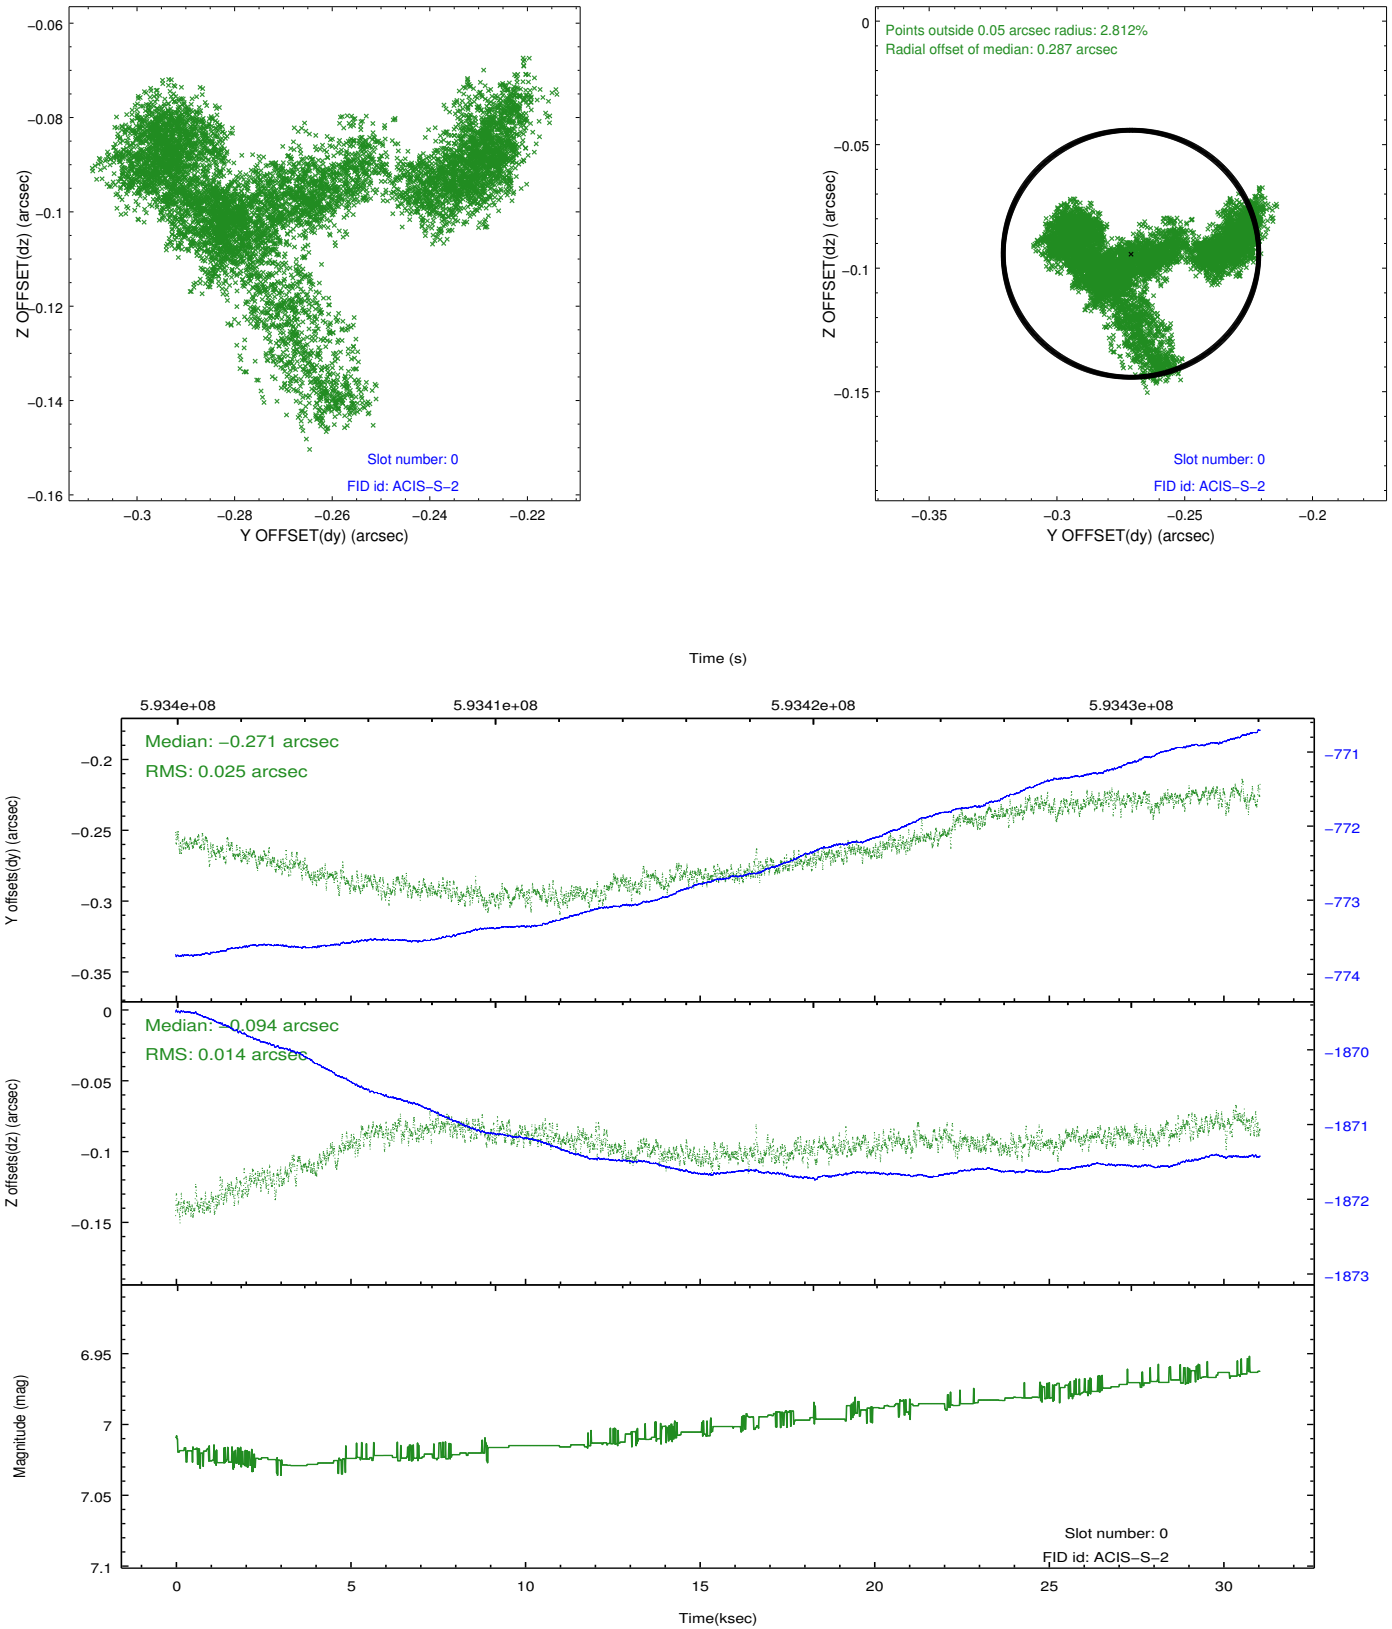 −0.06
−0.08
−0.1
−0.12
−0.14
−0.16
Z OFFSET(dz) (arcsec)
Slot number: 0
FID id: ACIS−S−2
−0.3 −0.28 −0.26 −0.24 −0.22
Y OFFSET(dy) (arcsec)
0
−0.05
−0.1
−0.15
Z OFFSET(dz) (arcsec)
Points outside 0.05 arcsec radius: 2.812%
Radial offset of median: 0.287 arcsec
Slot number: 0
FID id: ACIS−S−2
−0.35 −0.3 −0.25 −0.2
Y OFFSET(dy) (arcsec)
Time (s)
5.934e+08 5.9341e+08 5.9342e+08 5.9343e+08
Median: −0.271 arcsec
RMS: 0.025 arcsec
−0.2
−0.25
−0.3
−0.35
Y offsets(dy) (arcsec)
−771
−772
−773
−774
Median: −0.094 arcsec
RMS: 0.014 arcsec
0
−0.05
−0.1
−0.15
Z offsets(dz) (arcsec)
−1870
−1871
−1872
−1873
6.95
7
7.05
7.1
Magnitude (mag)
Slot number: 0
FID id: ACIS−S−2
0 5 10 15 20 25 30
Time(ksec)